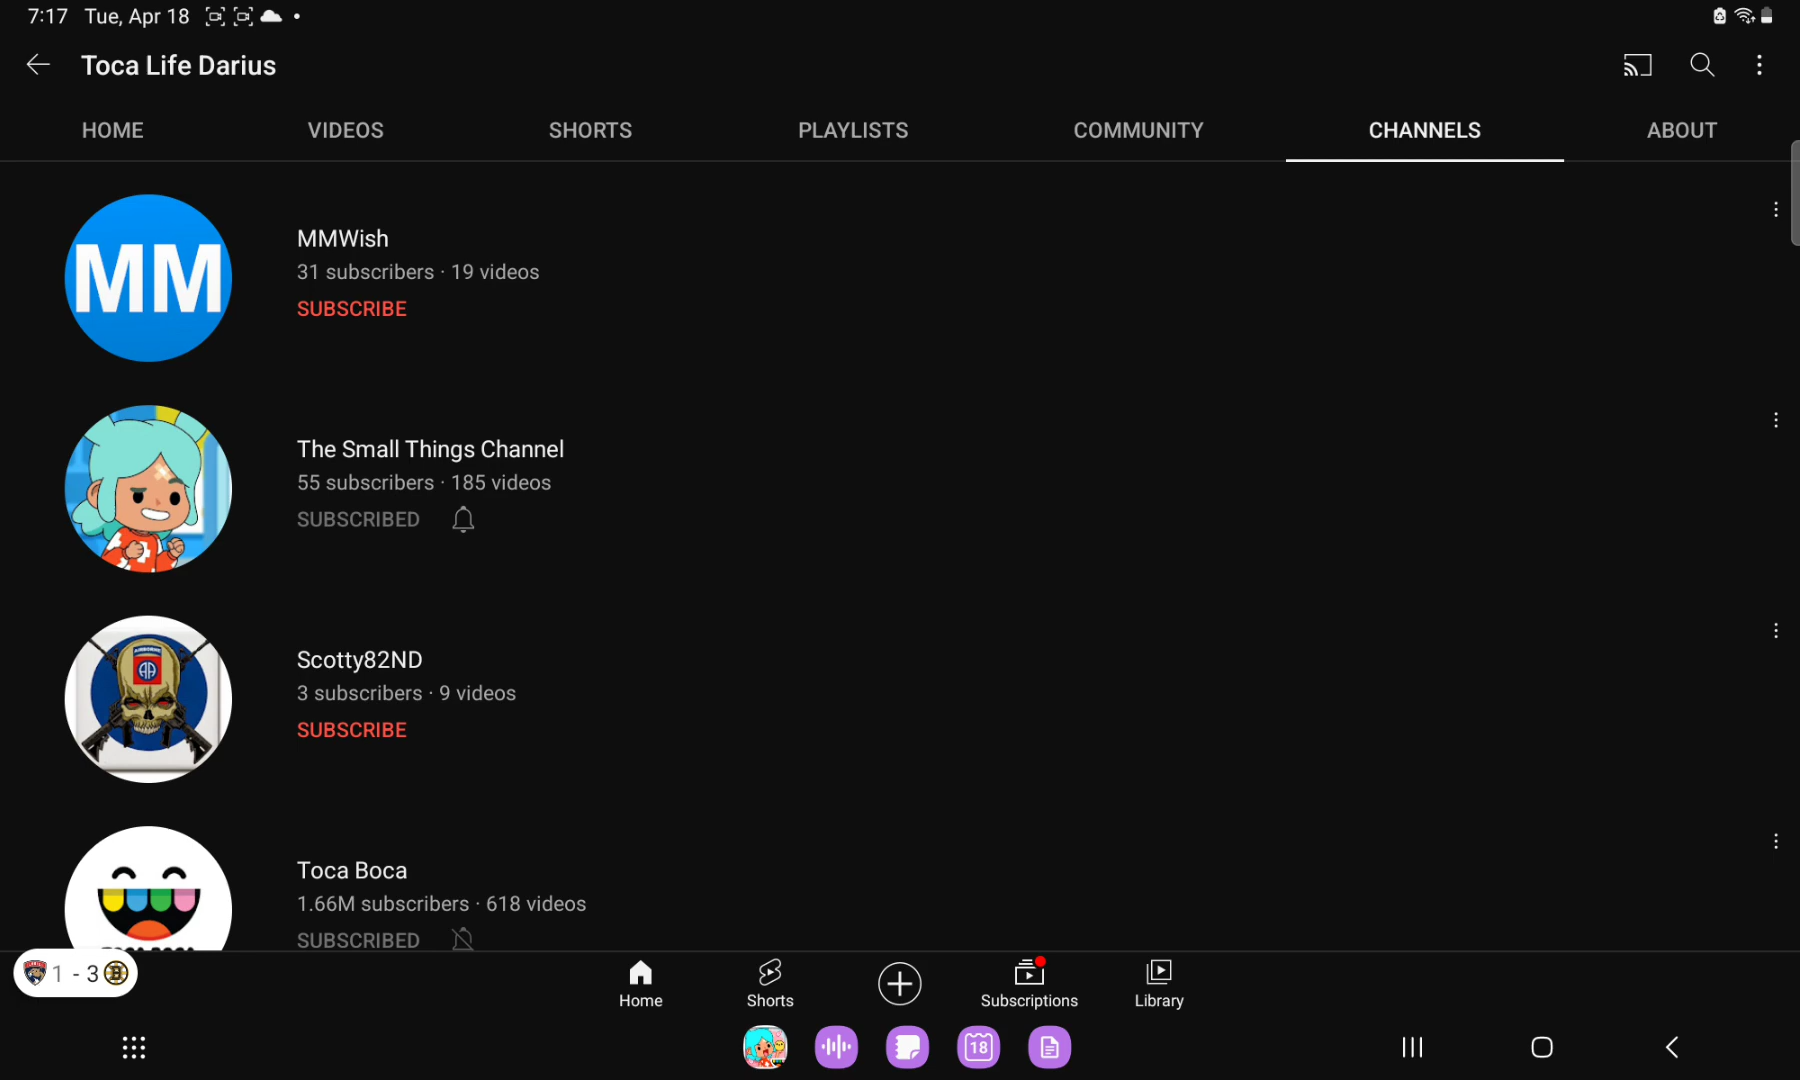 7:17 Tue, Apr 18
Toca Life Darius
HOME VIDEOS SHORTS PLAYLISTS COMMUNITY CHANNELS ABOUT
MM
MMWish
31 subscribers · 19 videos
SUBSCRIBE
The Small Things Channel
55 subscribers · 185 videos
SUBSCRIBED
AIRBORNE
AA
Scotty82ND
3 subscribers · 9 videos
SUBSCRIBE
Toca Boca
1.66M subscribers · 618 videos
SUBSCRIBED
1 - 3 B
Home Shorts Subscriptions Library
18